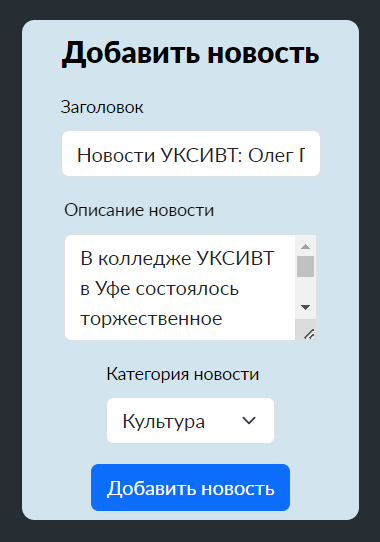 Добавить новость
Заголовок
Новости УКСИВТ: Олег
Описание новости
В колледже УКСИВТ
в Уфе состоялось
торжественное
Категория новости
Культура
Добавить новость